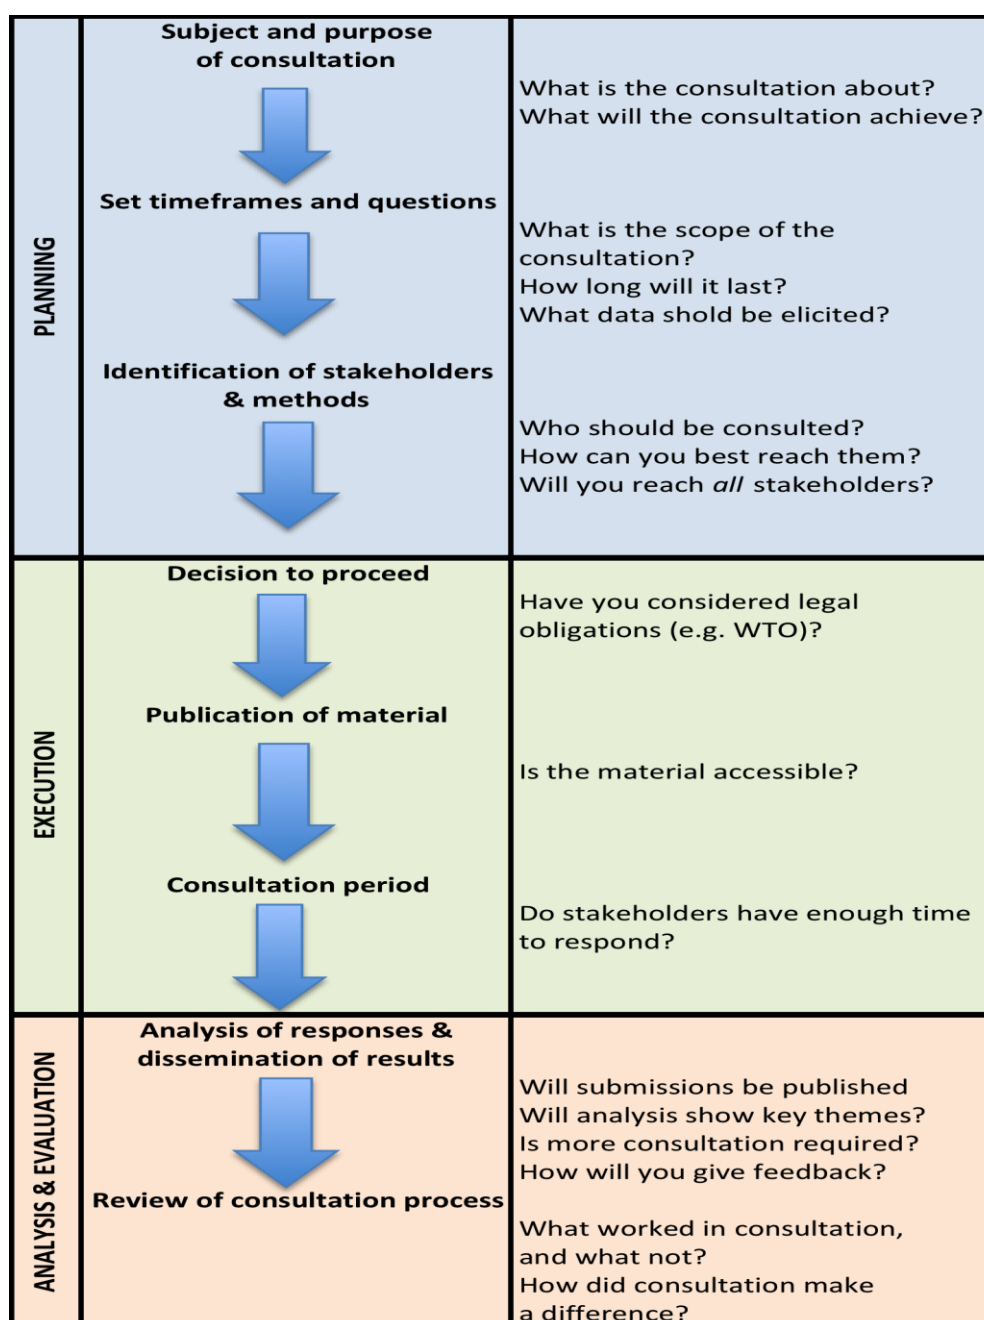 PLANNING
Subject and purpose
of consultation
What is the consultation about?
What will the consultation achieve?
Set timeframes and questions
What is the scope of the
consultation?
How long will it last?
What data shold be elicited?
Identification of stakeholders
& methods
Who should be consulted?
How can you best reach them?
Will you reach all stakeholders?
EXECUTION
Decision to proceed
Have you considered legal
obligations (e.g. WTO)?
Publication of material
Is the material accessible?
Consultation period
Do stakeholders have enough time
to respond?
ANALYSIS & EVALUATION
Analysis of responses &
dissemination of results
Will submissions be published
Will analysis show key themes?
Is more consultation required?
How will you give feedback?
Review of consultation process
What worked in consultation,
and what not?
How did consultation make
a difference?